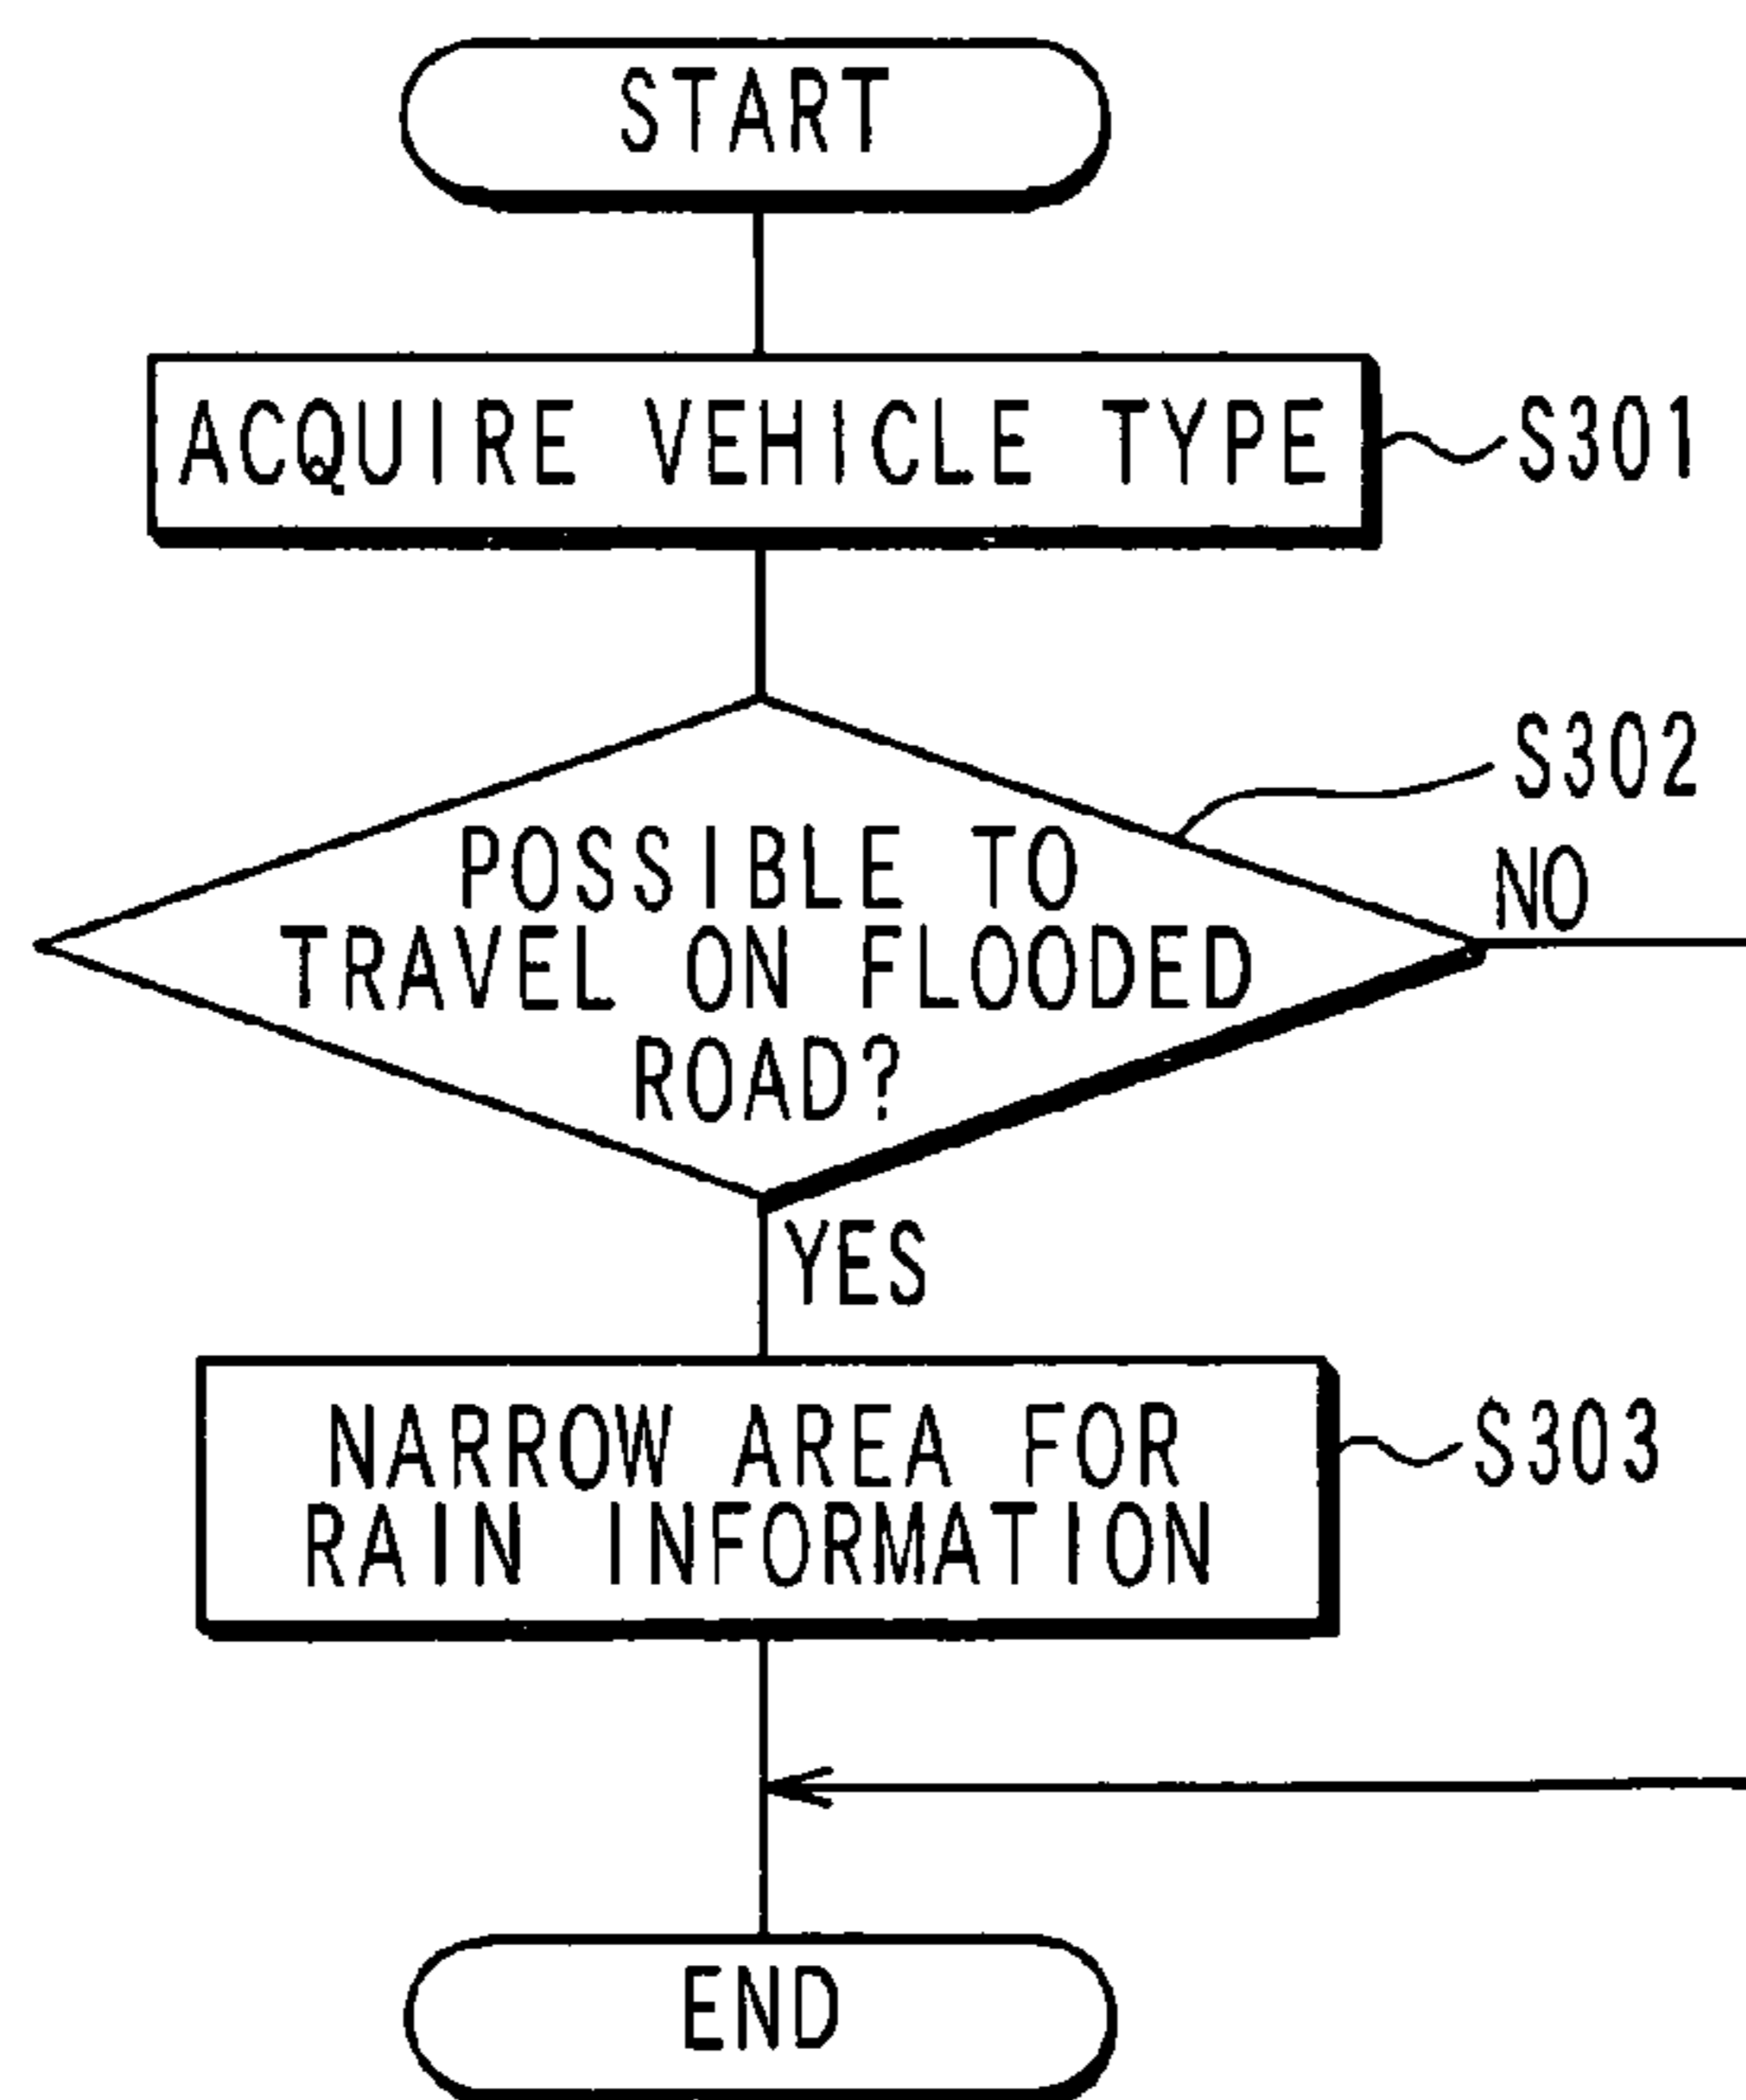 START
ACQUIRE VEHICLE TYPE
S301
S302
POSSIBLE TO
TRAVEL ON FLOODED
ROAD?
NO
YES
NARROW AREA FOR
RAIN INFORMATION
S303
END